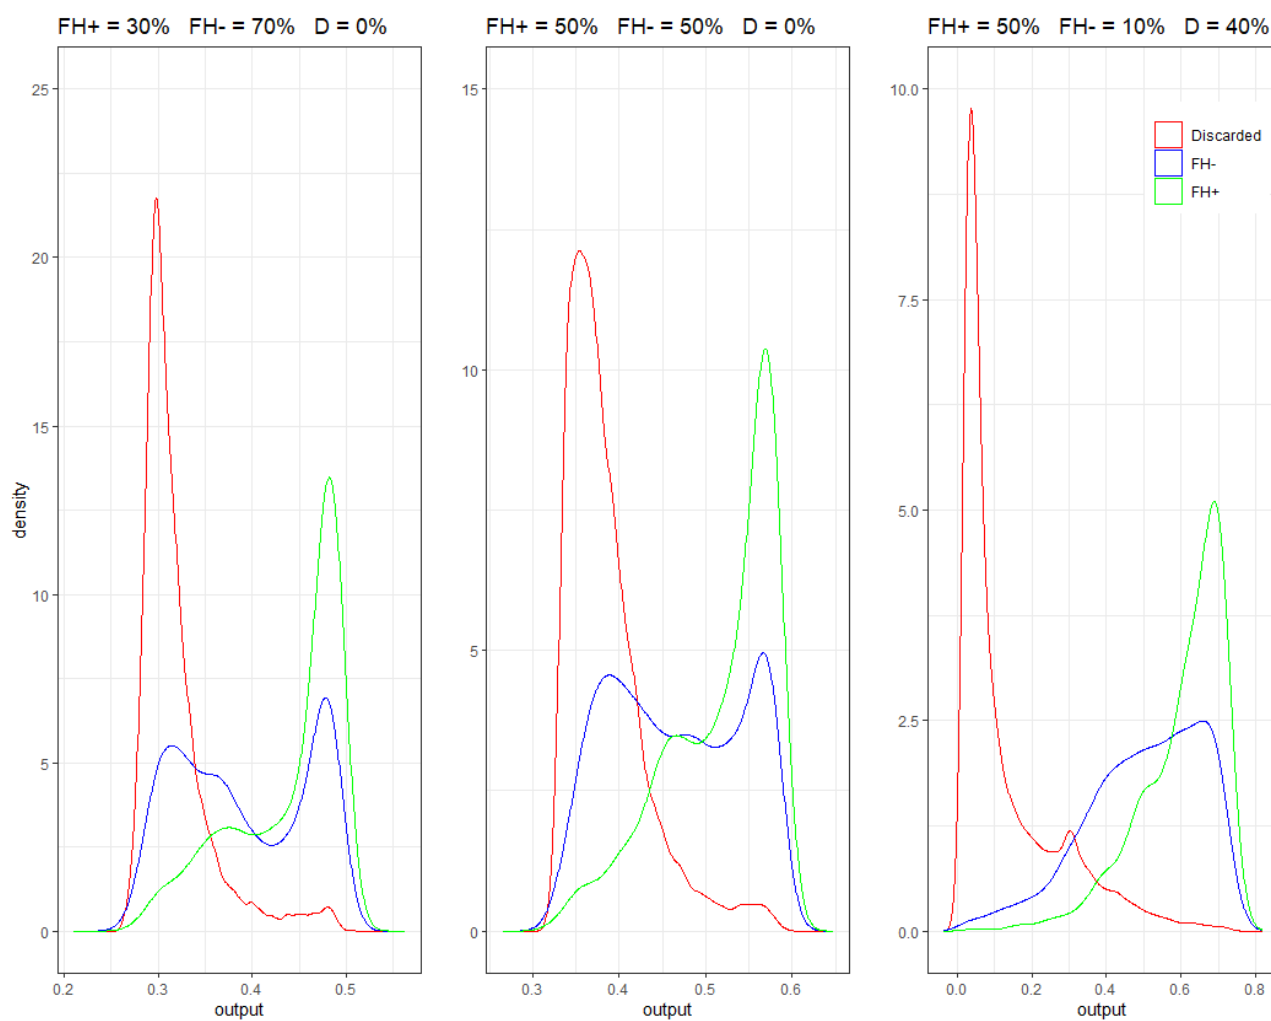 FH+ = 30% FH- = 70% D = 0%
25
20
15
10
5
0
density
0.2 0.3 0.4 0.5
output
FH+ = 50% FH- = 50% D = 0%
15
10
5
0
0.3 0.4 0.5 0.6
output
FH+ = 50% FH- = 10% D = 40%
10.0
7.5
5.0
2.5
0.0
Discarded
FH-
FH+
0.0 0.2 0.4 0.6 0.8
output